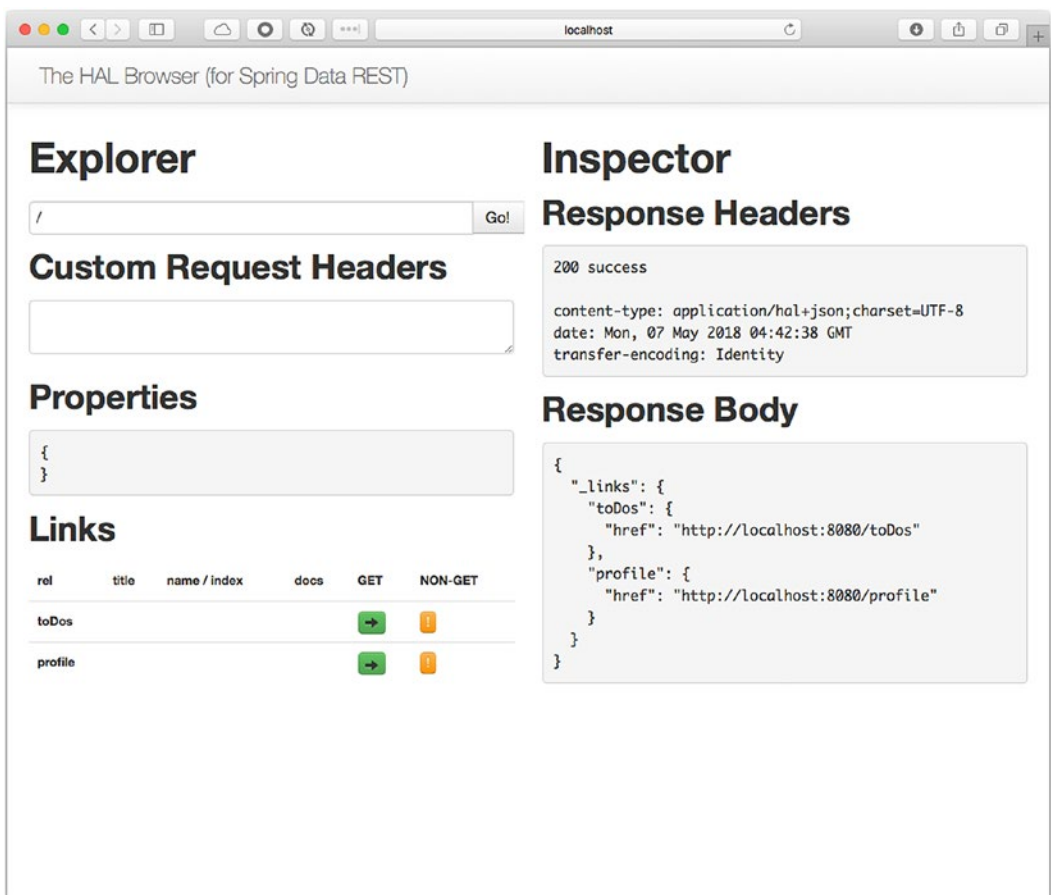 localhost
The HAL Browser (for Spring Data REST)
Explorer
/
Go!
Custom Request Headers
Properties
{
}
Links
rel title name / index docs GET NON-GET
toDos
!
profile
!
Inspector
Response Headers
200 success
content-type: application/hal+json;charset=UTF-8
date: Mon, 07 May 2018 04:42:38 GMT
transfer-encoding: Identity
Response Body
{
"_links": {
"toDos": {
"href": "http://localhost:8080/toDos"
},
"profile": {
"href": "http://localhost:8080/profile"
}
}
}